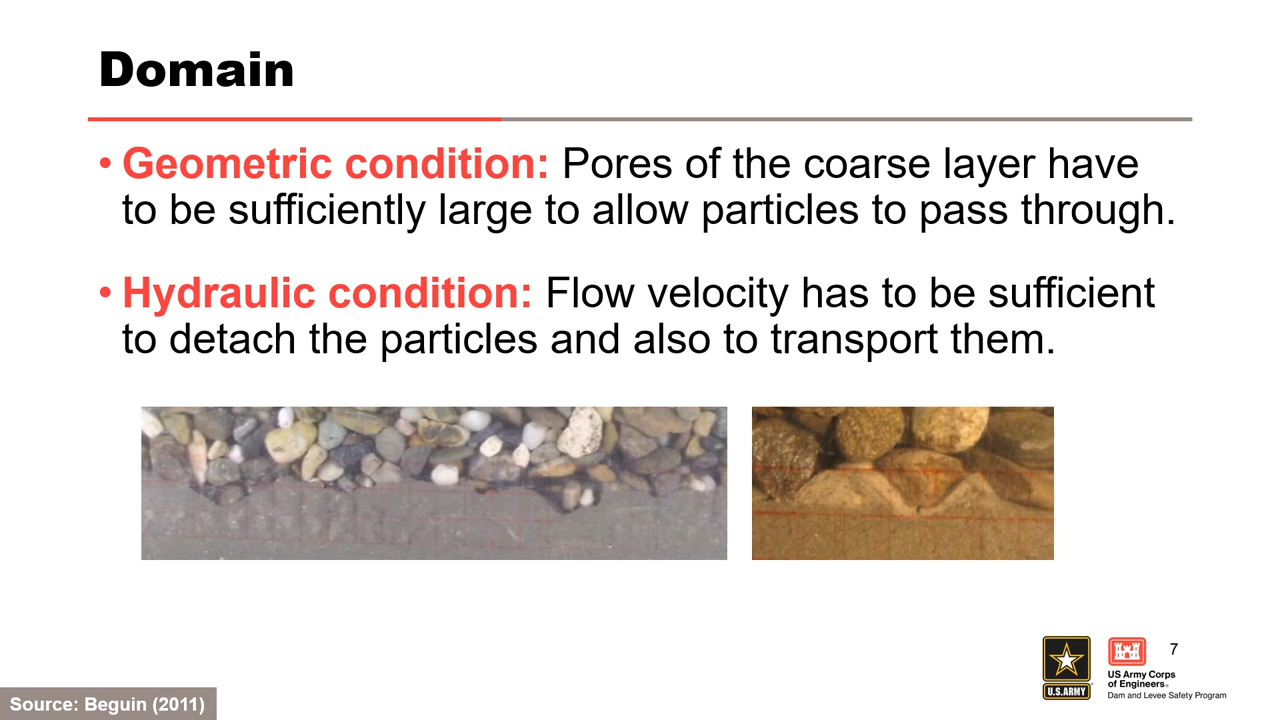 Domain
• Geometric condition: Pores of the coarse layer have
to be sufficiently large to allow particles to pass through.
• Hydraulic condition: Flow velocity has to be sufficient
to detach the particles and also to transport them.
7
U.S.ARMY
US Army Corps
of Engineers®
Dam and Levee Safety Program
Source: Beguin (2011)